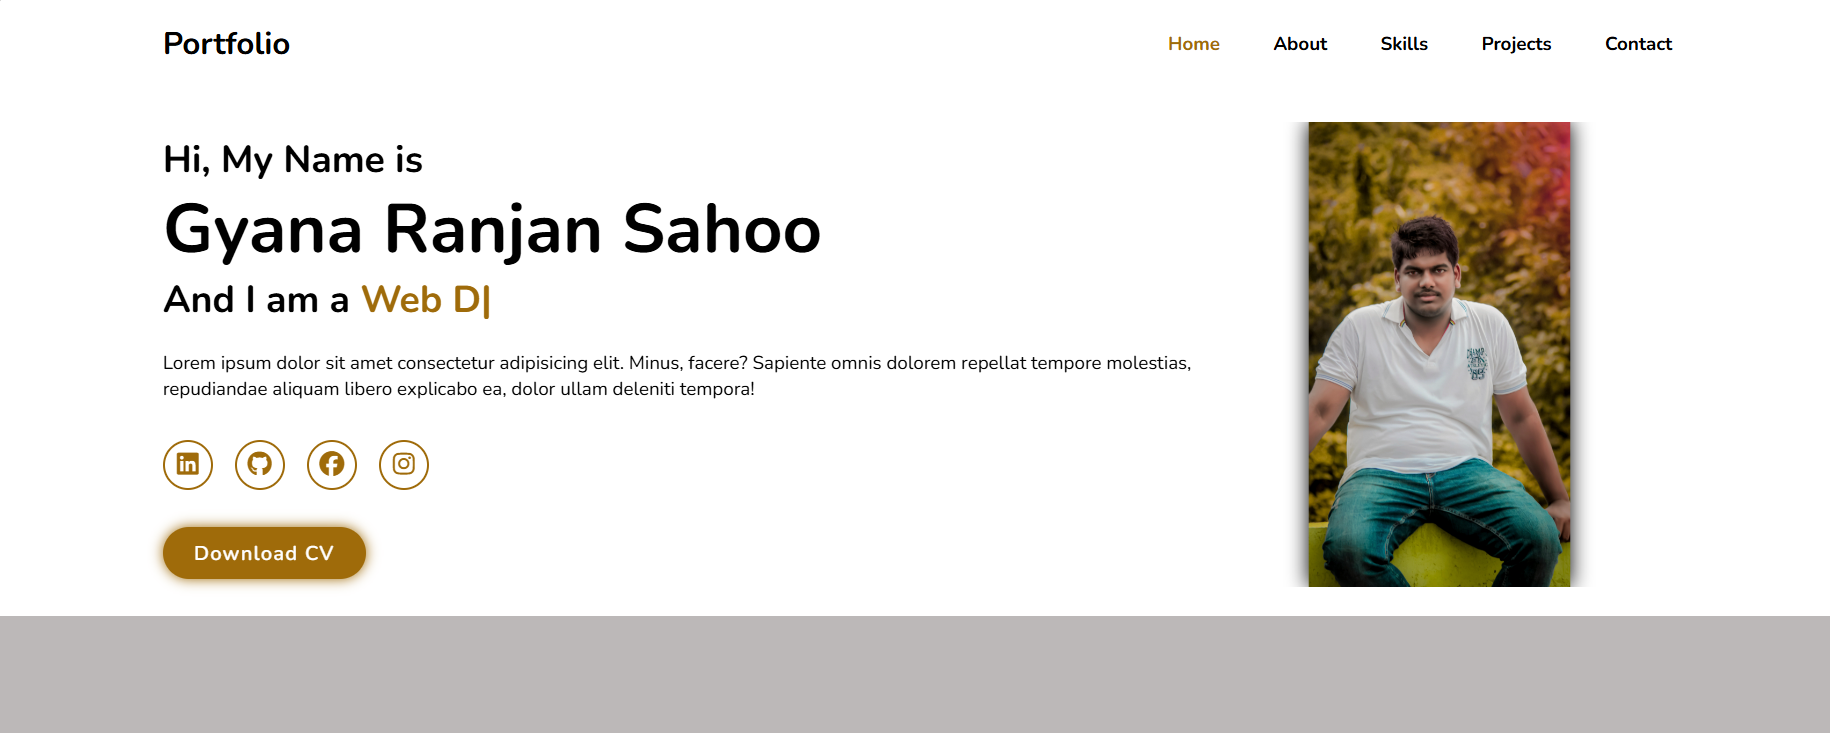 Portfolio
Home About Skills Projects Contact
Hi, My Name is
Gyana Ranjan Sahoo
And I am a Web D|
Lorem ipsum dolor sit amet consectetur adipisicing elit. Minus, facere? Sapiente omnis dolorem repellat tempore molestias,
repudiandae aliquam libero explicabo ea, dolor ullam deleniti tempora!
Download CV